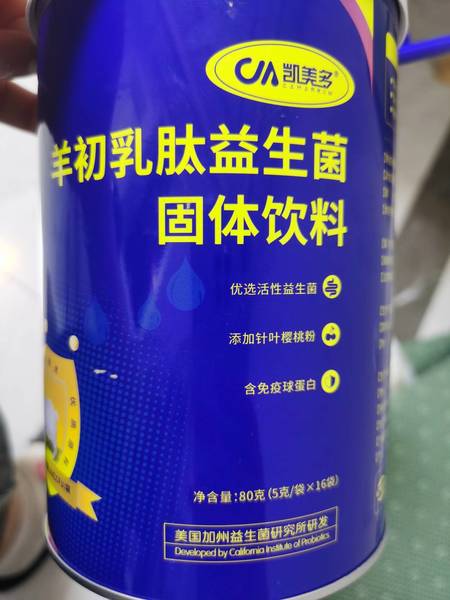 CM 凯美多®
CAMARRCM
羊初乳肽益生菌
固体饮料
优选活性益生菌
添加针叶樱桃粉
含免疫球蛋白
净含量：80克（5克/袋×16袋）
美国加州益生菌研究所研发
Developed by California Institute of Probiotics